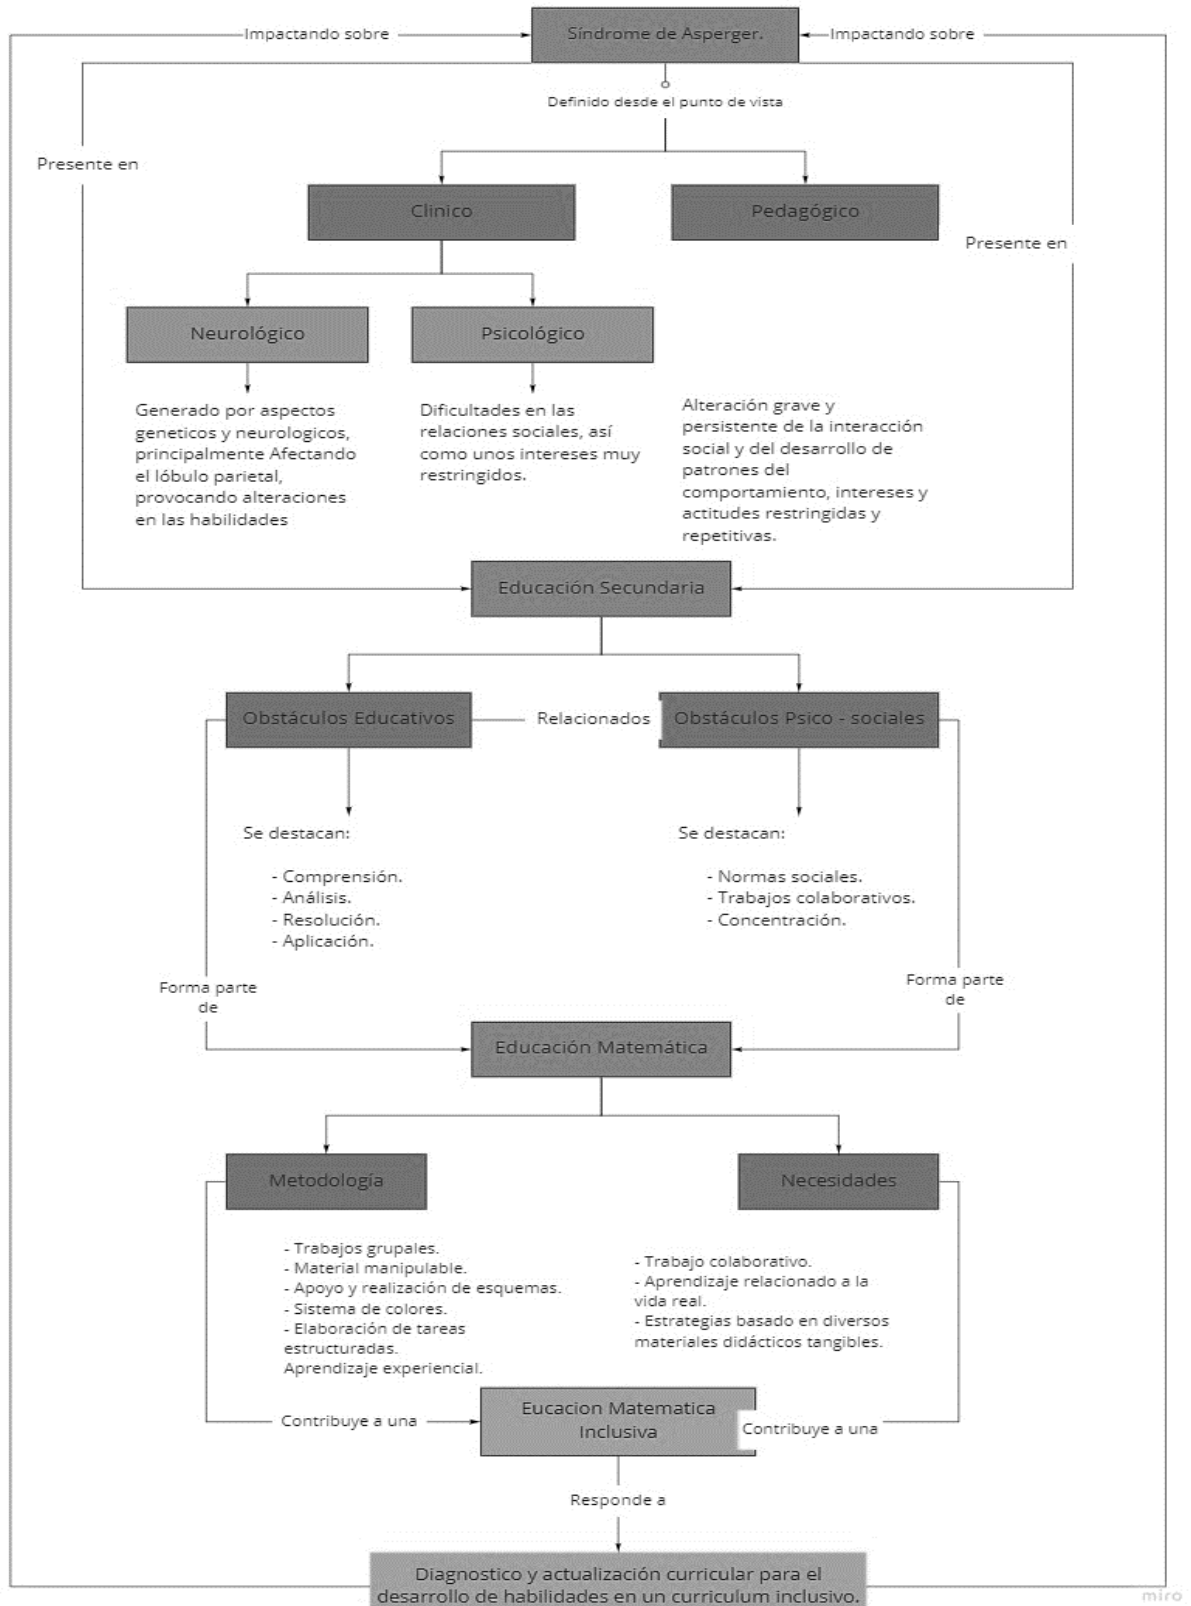 Impactando sobre
Síndrome de Asperger.
Impactando sobre
Definido desde el punto de vista
Presente en
Clinico
Pedagógico
Presente en
Neurológico
Psicológico
Generado por aspectos
geneticos y neurologicos,
principalmente Afectando
el lóbulo parietal,
provocando alteraciones
en las habilidades
Dificultades en las
relaciones sociales, así
como unos intereses muy
restringidos.
Alteración grave y
persistente de la interacción
social y del desarrollo de
patrones del
comportamiento, intereses y
actitudes restringidas y
repetitivas.
Educación Secundaria
Obstáculos Educativos
Relacionados
Obstáculos Psico - sociales
Se destacan:
- Comprensión.
- Análisis.
- Resolución.
- Aplicación.
Se destacan:
- Normas sociales.
- Trabajos colaborativos.
- Concentración.
Forma parte
de
Forma parte
de
Educación Matemática
Metodología
Necesidades
- Trabajos grupales.
- Material manipulable.
- Apoyo y realización de esquemas.
- Sistema de colores.
- Elaboración de tareas
estructuradas.
Aprendizaje experiencial.
- Trabajo colaborativo.
- Aprendizaje relacionado a la
vida real.
- Estrategias basado en diversos
materiales didácticos tangibles.
Contribuye a una
Eucacion Matematica
Inclusiva
Contribuye a una
Responde a
Diagnostico y actualización curricular para el
desarrollo de habilidades en un curriculum inclusivo.
miro